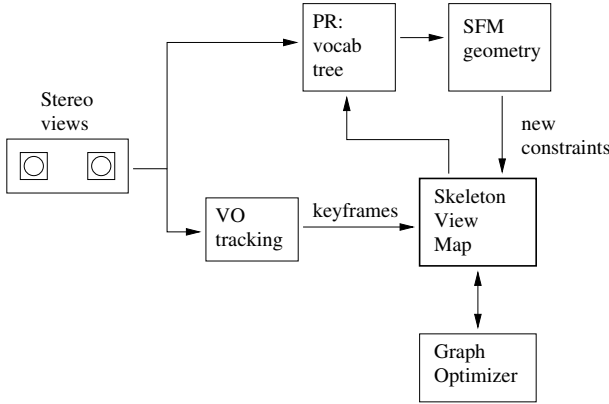 PR:
vocab
tree
SFM
geometry
Stereo
views
new
constraints
VO
tracking
keyframes
Skeleton
View
Map
Graph
Optimizer